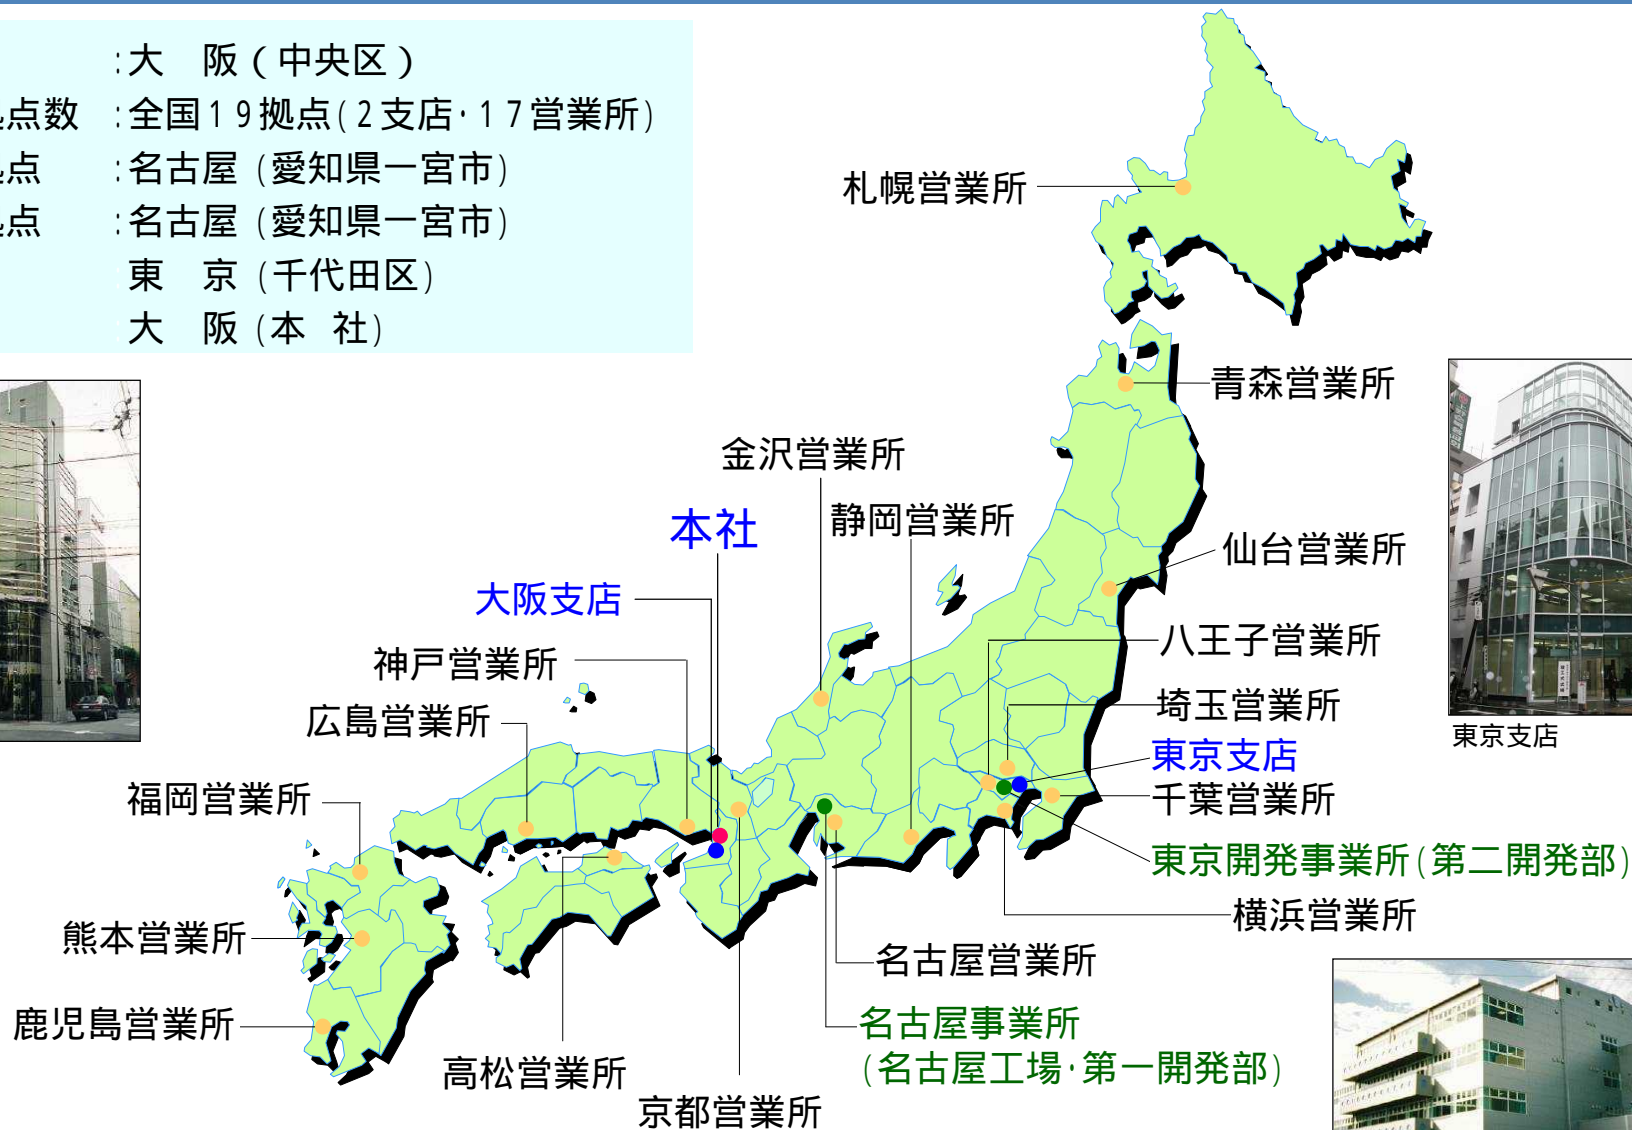 :大　阪(中央区)
点数 :全国19拠点(2支店・17営業所)
点 :名古屋(愛知県一宮市)
点 :名古屋(愛知県一宮市)
東　京(千代田区)
大　阪(本 社)
札幌営業所
青森営業所
金沢営業所
本社
静岡営業所
仙台営業所
大阪支店
八王子営業所
神戸営業所
埼玉営業所
広島営業所
東京支店
東京支店
福岡営業所
千葉営業所
東京開発事業所(第二開発部)
横浜営業所
熊本営業所
名古屋営業所
鹿児島営業所
名古屋事業所
(名古屋工場・第一開発部)
高松営業所
京都営業所